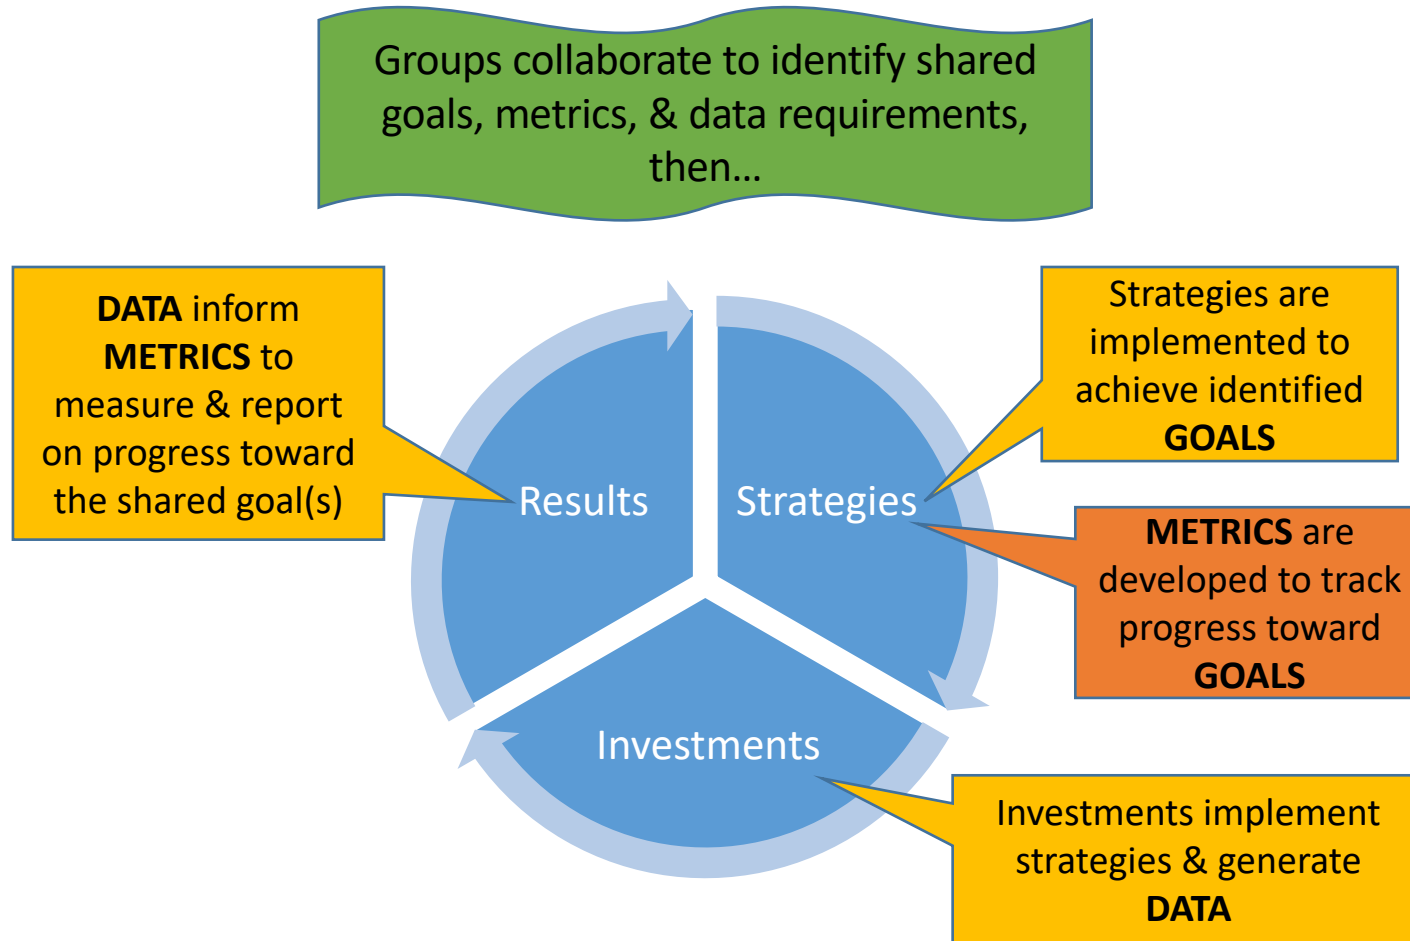 Groups collaborate to identify shared
goals, metrics, & data requirements,
then…
DATA inform
METRICS to
measure & report
on progress toward
the shared goal(s)
Strategies are
implemented to
achieve identified
GOALS
Results
Strategies
METRICS are
developed to track
progress toward
GOALS
Investments
Investments implement
strategies & generate
DATA